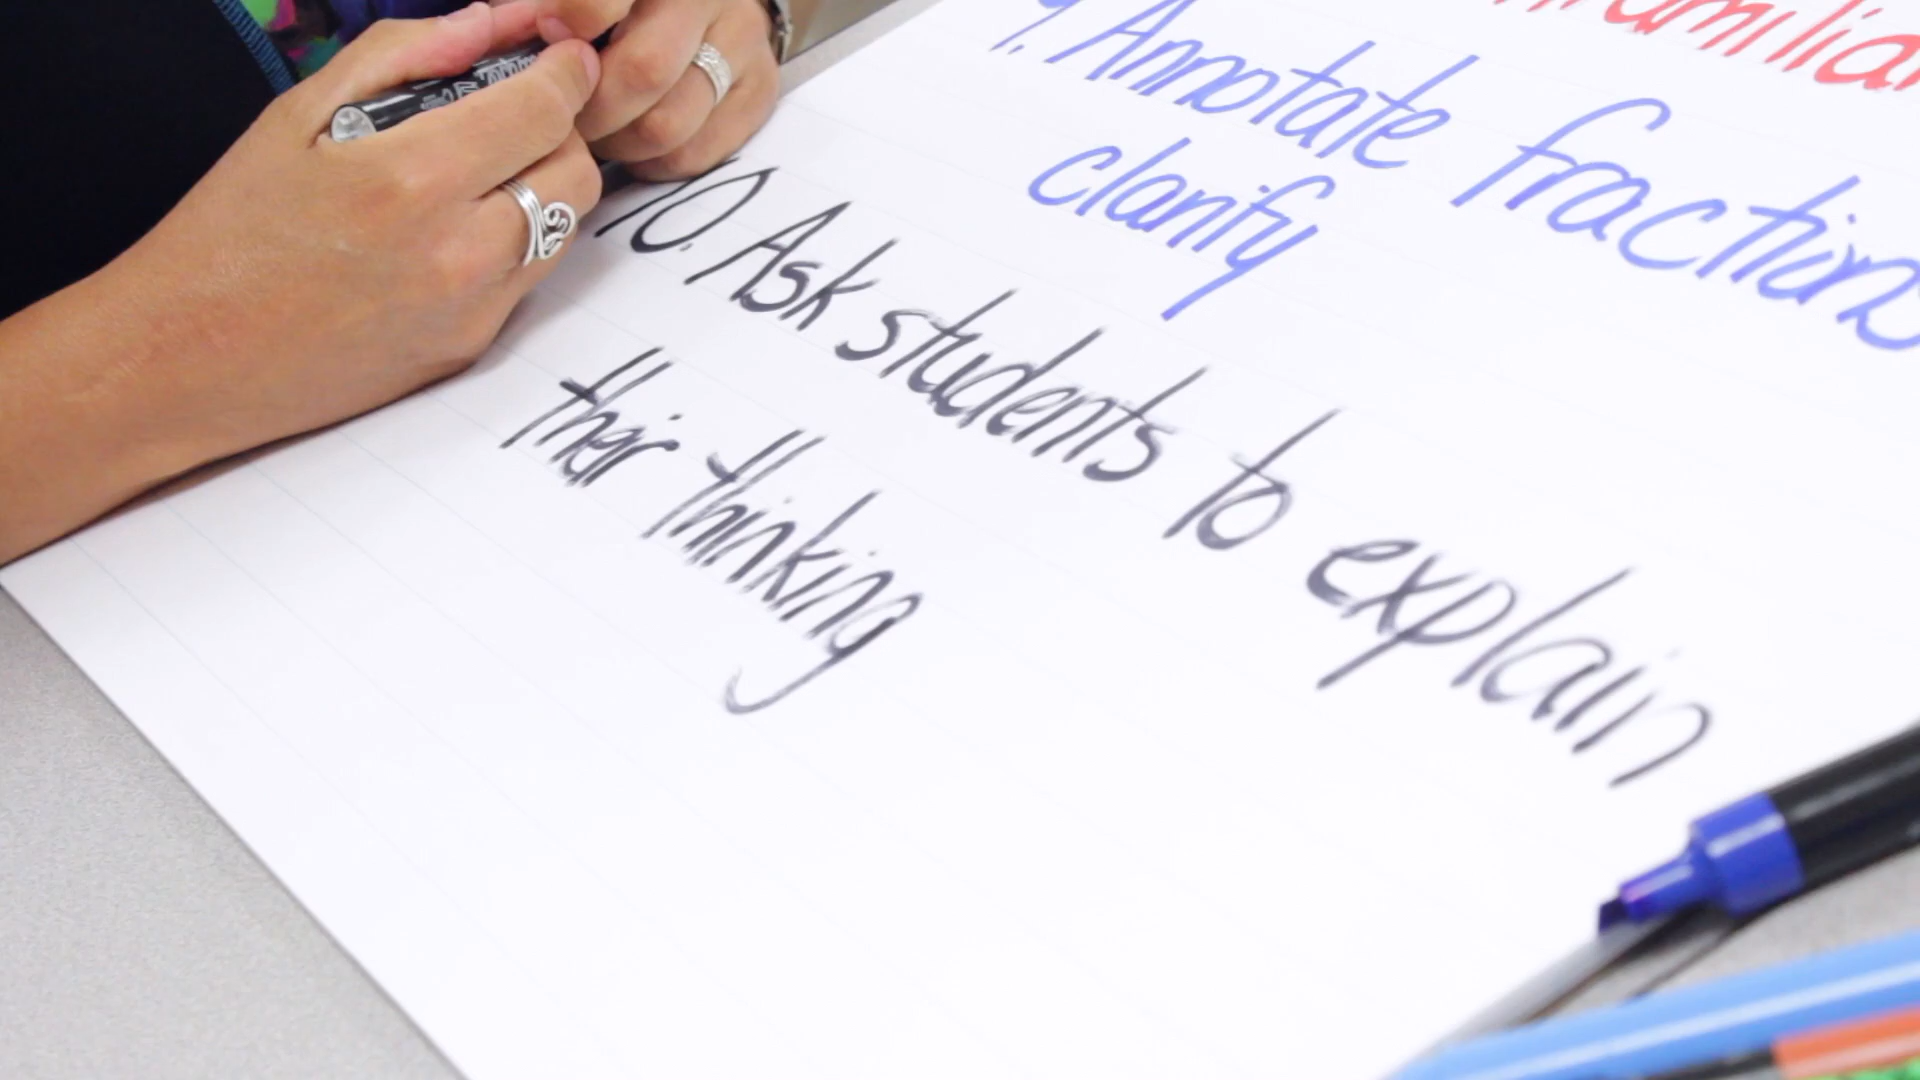 9. Annotate fractions
clarify
10. Ask students to explain
their thinking